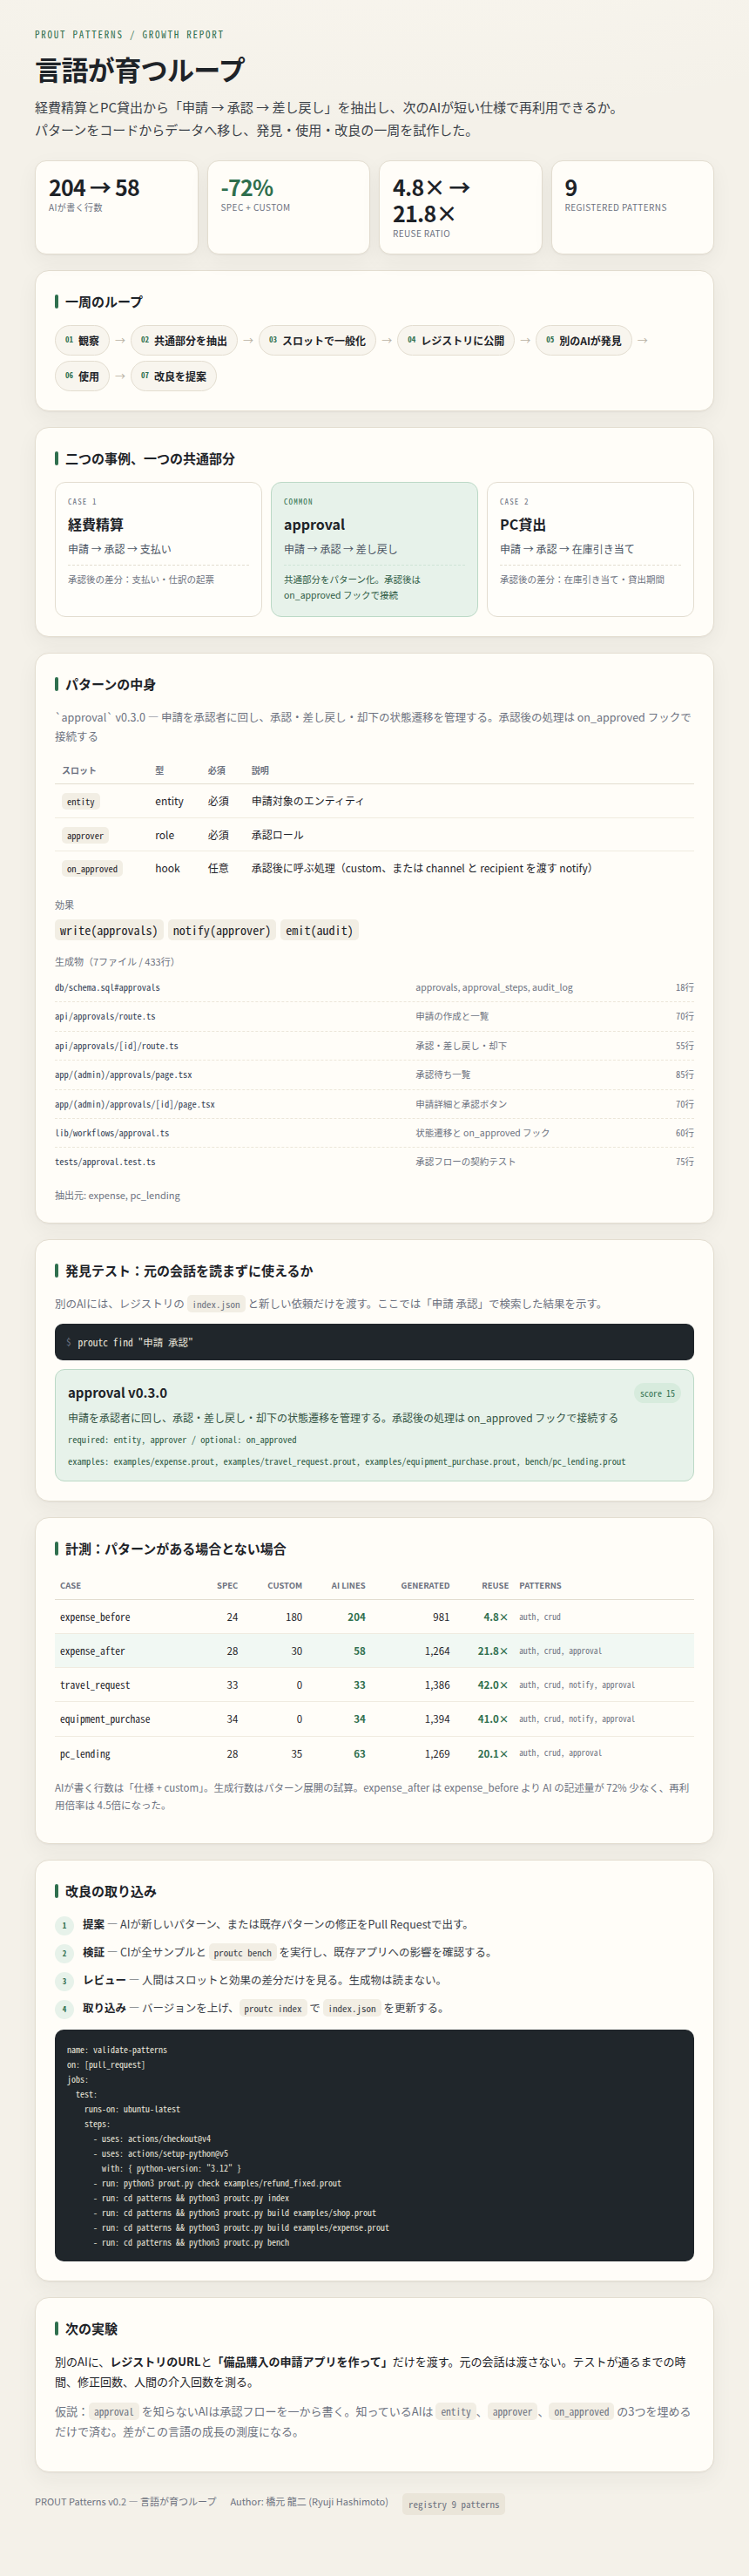 PROUT PATTERNS / GROWTH REPORT
言語が育つループ
経費精算とPC貸出から「申請 → 承認 → 差し戻し」を抽出し、次のAIが短い仕様で再利用できるか。
パターンをコードからデータへ移し、発見・使用・改良の一周を試作した。
204 → 58
AIが書く行数
-72%
SPEC + CUSTOM
4.8× →
21.8×
REUSE RATIO
9
REGISTERED PATTERNS
一周のループ
01 観察 → 02 共通部分を抽出 → 03 スロットで一般化 → 04 レジストリに公開 → 05 別のAIが発見 →
06 使用 → 07 改良を提案
二つの事例、一つの共通部分
CASE 1
経費精算
申請 → 承認 → 支払い
承認後の差分：支払い・仕訳の起票
COMMON
approval
申請 → 承認 → 差し戻し
共通部分をパターン化。承認後は
on_approved フックで接続
CASE 2
PC貸出
申請 → 承認 → 在庫引き当て
承認後の差分：在庫引き当て・貸出期間
パターンの中身
`approval` v0.3.0 — 申請を承認者に回し、承認・差し戻し・却下の状態遷移を管理する。承認後の処理は on_approved フックで
接続する
スロット 型 必須 説明
entity entity 必須 申請対象のエンティティ
approver role 必須 承認ロール
on_approved hook 任意 承認後に呼ぶ処理（custom、または channel と recipient を渡す notify）
効果
write(approvals) notify(approver) emit(audit)
生成物（7ファイル / 433行）
db/schema.sql#approvals approvals, approval_steps, audit_log 18行
api/approvals/route.ts 申請の作成と一覧 70行
api/approvals/[id]/route.ts 承認・差し戻し・却下 55行
app/(admin)/approvals/page.tsx 承認待ち一覧 85行
app/(admin)/approvals/[id]/page.tsx 申請詳細と承認ボタン 70行
lib/workflows/approval.ts 状態遷移と on_approved フック 60行
tests/approval.test.ts 承認フローの契約テスト 75行
抽出元: expense, pc_lending
発見テスト：元の会話を読まずに使えるか
別のAIには、レジストリの index.json と新しい依頼だけを渡す。ここでは「申請 承認」で検索した結果を示す。
$ proutc find "申請 承認"
approval v0.3.0 score 15
申請を承認者に回し、承認・差し戻し・却下の状態遷移を管理する。承認後の処理は on_approved フックで接続する
required: entity, approver / optional: on_approved
examples: examples/expense.prout, examples/travel_request.prout, examples/equipment_purchase.prout, bench/pc_lending.prout
計測：パターンがある場合とない場合
CASE SPEC CUSTOM AI LINES GENERATED REUSE PATTERNS
expense_before 24 180 204 981 4.8× auth, crud
expense_after 28 30 58 1,264 21.8× auth, crud, approval
travel_request 33 0 33 1,386 42.0× auth, crud, notify, approval
equipment_purchase 34 0 34 1,394 41.0× auth, crud, notify, approval
pc_lending 28 35 63 1,269 20.1× auth, crud, approval
AIが書く行数は「仕様 + custom」。生成行数はパターン展開の試算。expense_after は expense_before より AI の記述量が 72% 少なく、再利
用倍率は 4.5倍になった。
改良の取り込み
1 提案 — AIが新しいパターン、または既存パターンの修正をPull Requestで出す。
2 検証 — CIが全サンプルと proutc bench を実行し、既存アプリへの影響を確認する。
3 レビュー — 人間はスロットと効果の差分だけを見る。生成物は読まない。
4 取り込み — バージョンを上げ、 proutc index で index.json を更新する。
name: validate-patterns
on: [pull_request]
jobs:
  test:
    runs-on: ubuntu-latest
    steps:
      - uses: actions/checkout@v4
      - uses: actions/setup-python@v5
        with: { python-version: "3.12" }
      - run: python3 prout.py check examples/refund_fixed.prout
      - run: cd patterns && python3 proutc.py index
      - run: cd patterns && python3 proutc.py build examples/shop.prout
      - run: cd patterns && python3 proutc.py build examples/expense.prout
      - run: cd patterns && python3 proutc.py bench
次の実験
別のAIに、レジストリのURLと「備品購入の申請アプリを作って」だけを渡す。元の会話は渡さない。テストが通るまでの時
間、修正回数、人間の介入回数を測る。
仮説： approval を知らないAIは承認フローを一から書く。知っているAIは entity 、 approver 、 on_approved の3つを埋める
だけで済む。差がこの言語の成長の測度になる。
PROUT Patterns v0.2 — 言語が育つループ Author: 橋元 龍二 (Ryuji Hashimoto) registry 9 patterns